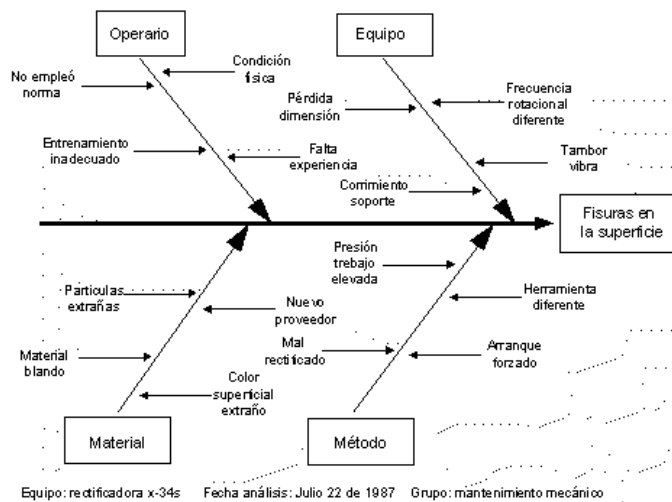 Operario
Equipo
No empleó
norma
Condición
física
Pérdida
dimensión
Frecuencia
rotacional
diferente
Entrenamiento
inadecuado
Falta
experiencia
Tambor
vibra
Corrimiento
soporte
Fisuras en
la superficie
Presión
trabajo
elevada
Particulas
extrañas
Nuevo
proveedor
Herramienta
diferente
Material
blando
Mal
rectificado
Arranque
forzado
Color
superficial
extraño
Material
Método
Equipo: rectificadora x-34s Fecha análisis: Julio 22 de 1987 Grupo: mantenimiento mecánico